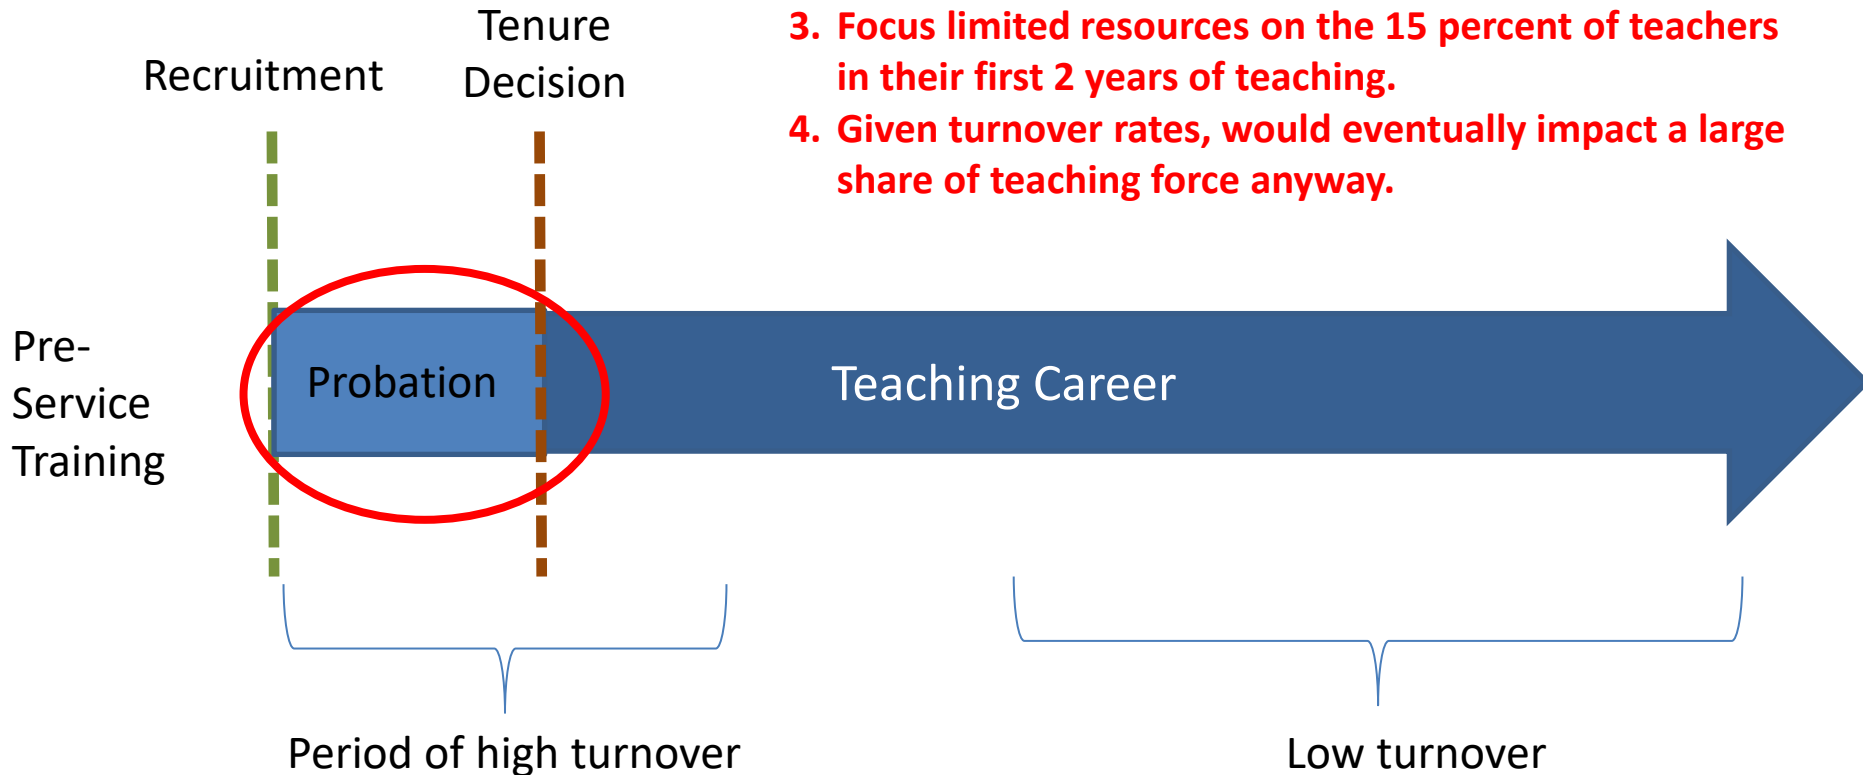 Recruitment
Tenure
Decision
3. Focus limited resources on the 15 percent of teachers
in their first 2 years of teaching.
4. Given turnover rates, would eventually impact a large
share of teaching force anyway.
Pre-
Service
Training
Probation
Teaching Career
Period of high turnover
Low turnover